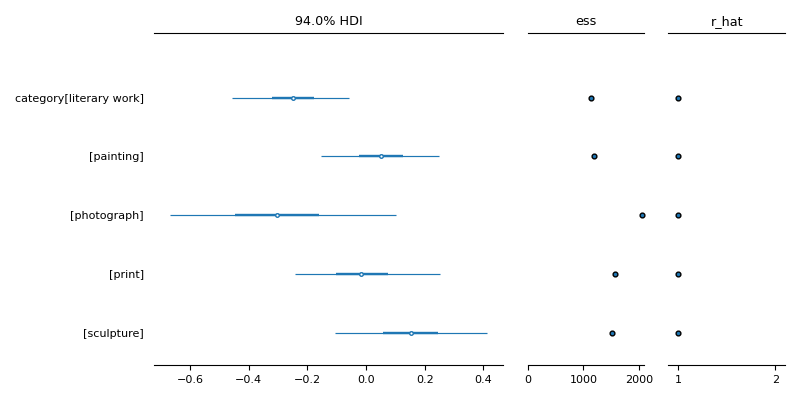 94.0% HDI ess r_hat
category[literary work]
[painting]
[photograph]
[print]
[sculpture]
−0.6 −0.4 −0.2 0.0 0.2 0.4 0 1000 2000 1 2